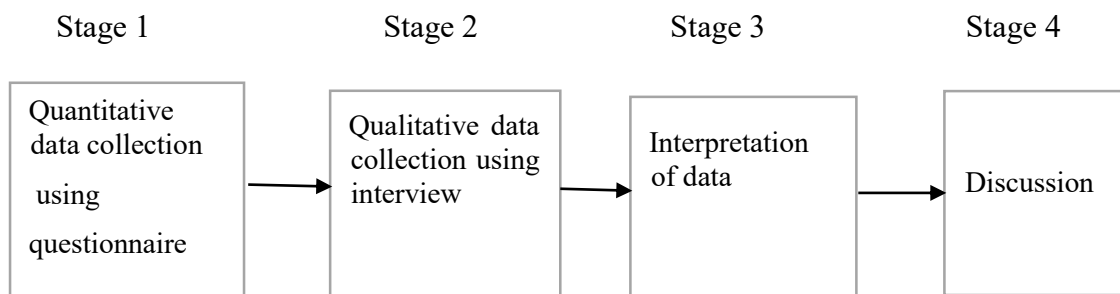 Stage 1
Stage 2
Stage 3
Stage 4
Quantitative
data collection
using
questionnaire
Qualitative data
collection using
interview
Interpretation
of data
Discussion